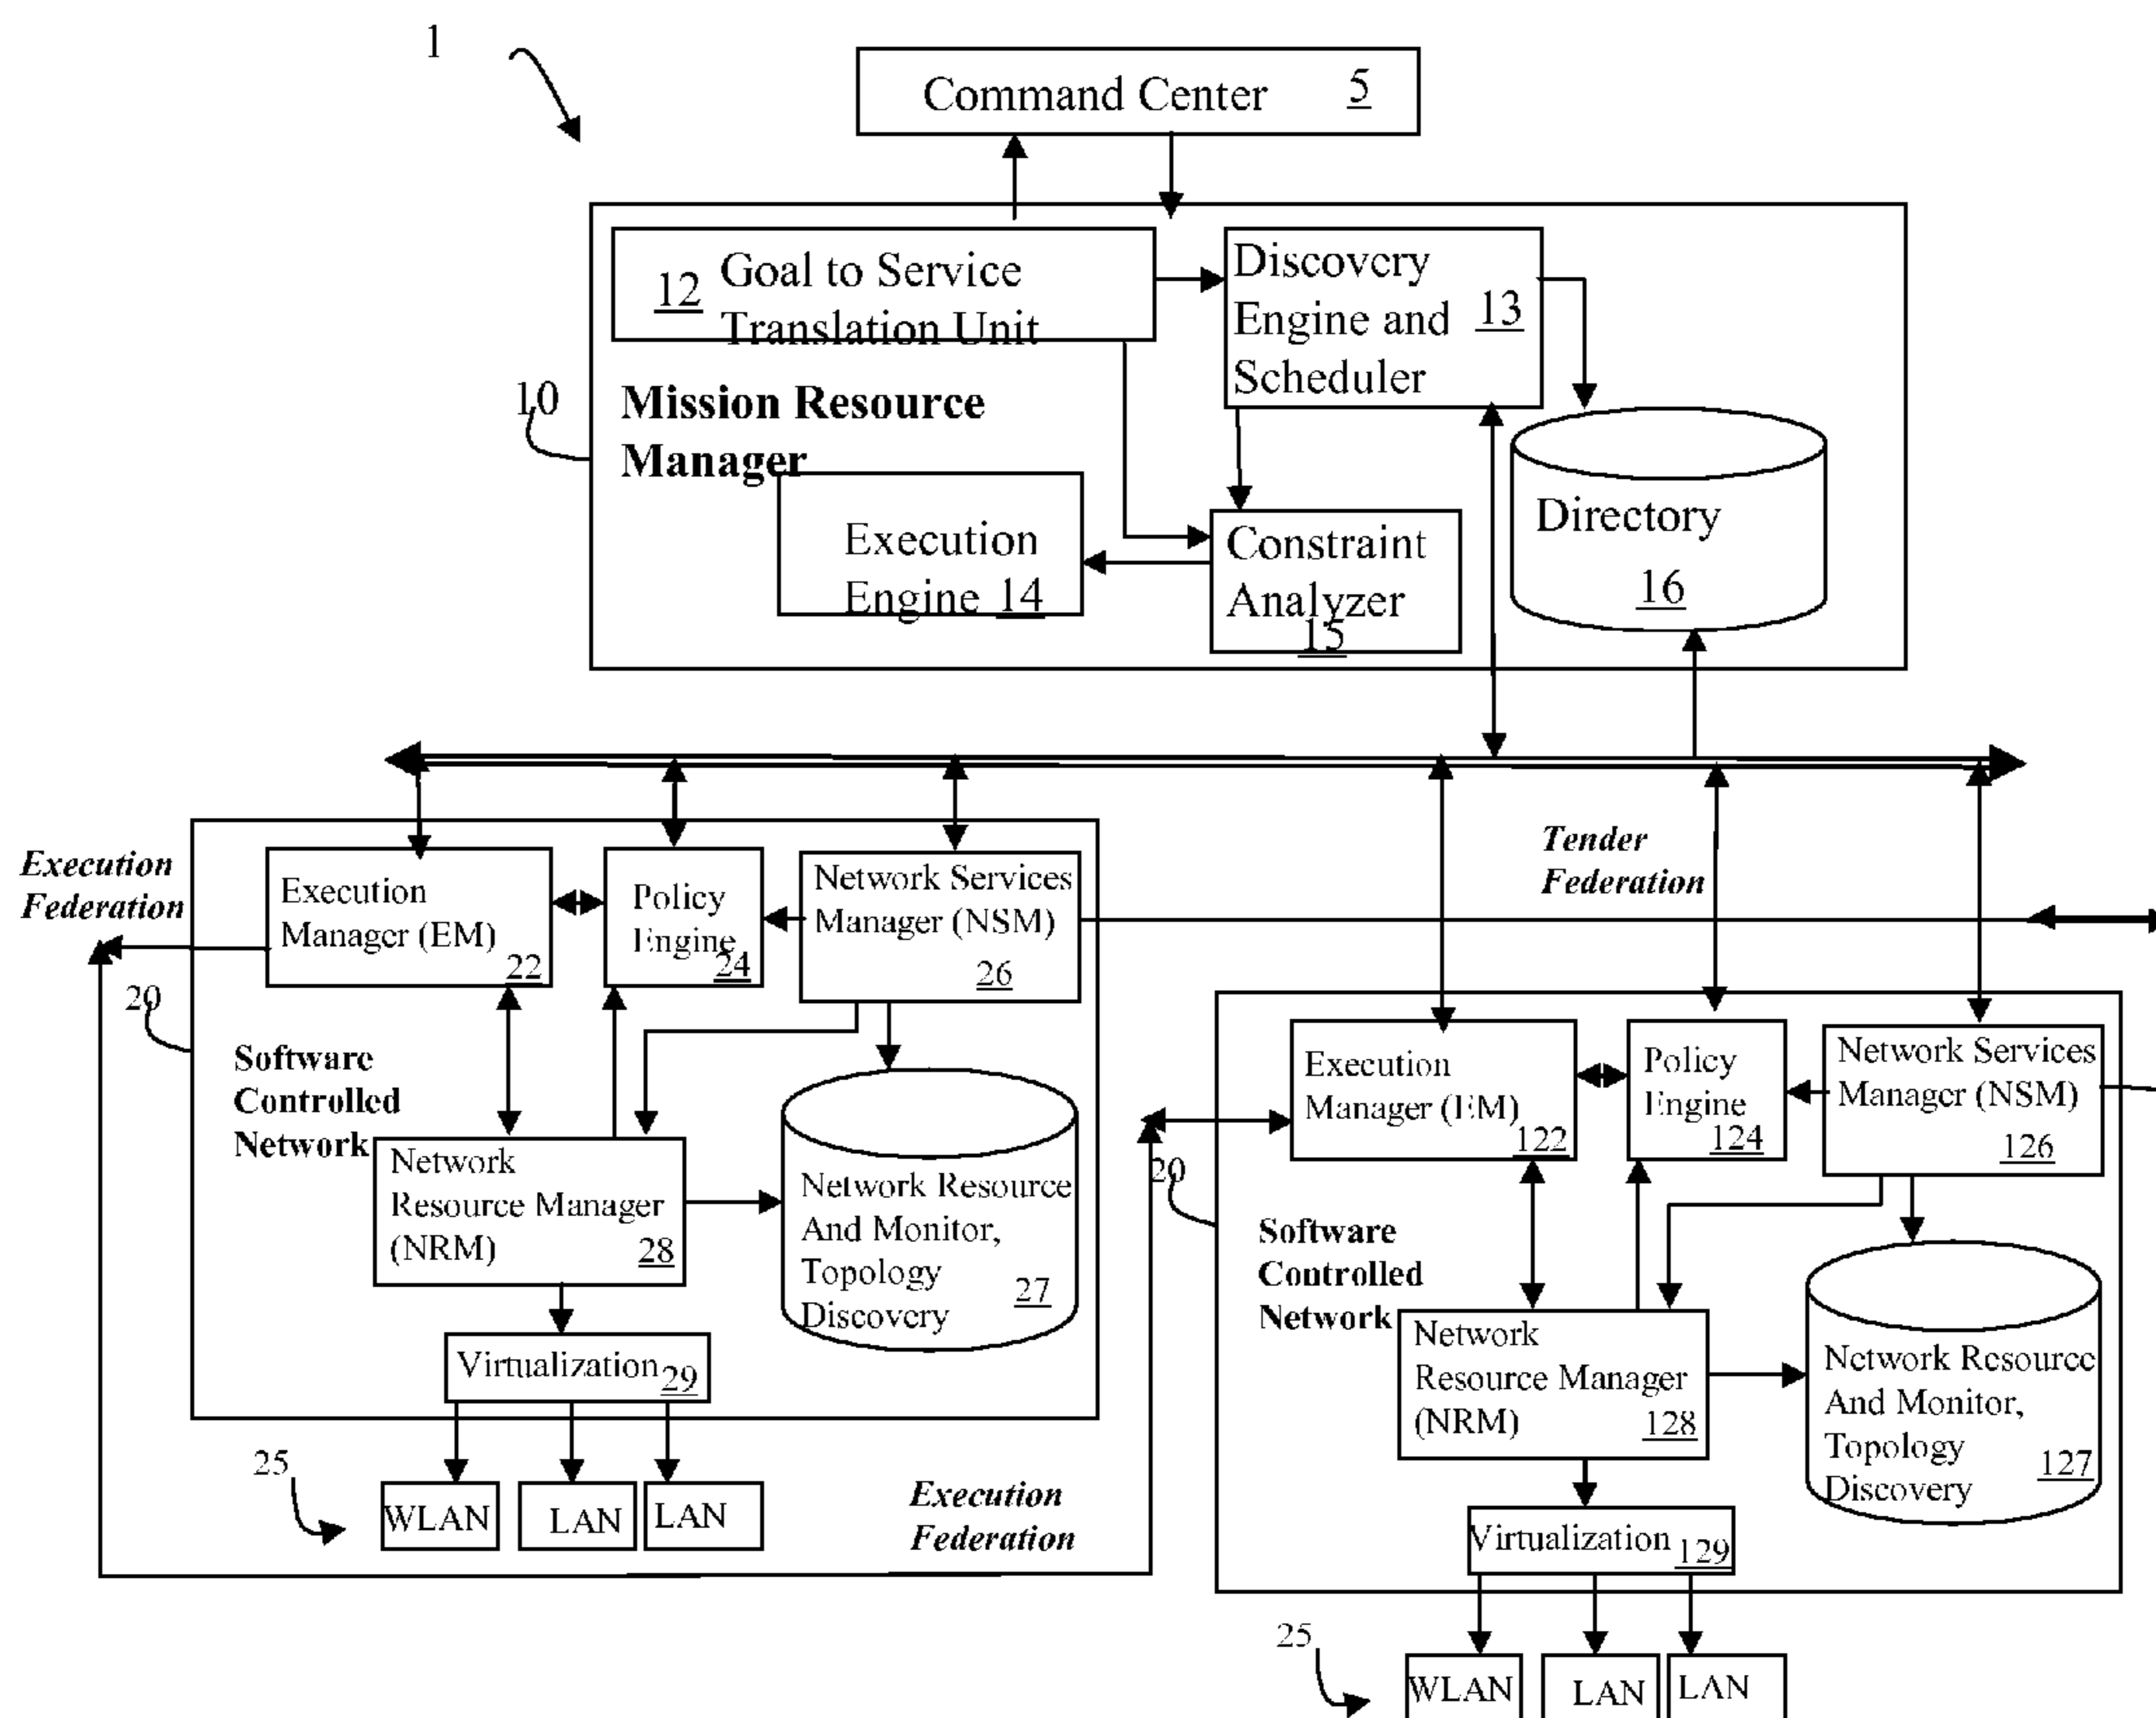 1
Command Center 5
12 Goal to Service
Translation Unit
Discovery
Engine and 13
Scheduler
10
Mission Resource
Manager
Execution
Engine 14
Constraint
Analyzer
15
Directory
16
Execution
Federation
Execution
Manager (EM)
22
Policy
Engine
24
Network Services
Manager (NSM)
26
Tender
Federation
20
Software
Controlled
Network
Network
Resource Manager
(NRM)
28
Network Resource
And Monitor,
Topology
Discovery
27
Virtualization
29
25
WLAN
LAN
LAN
Execution
Federation
Execution
Manager (EM)
122
Policy
Engine
124
Network Services
Manager (NSM)
126
20
Software
Controlled
Network
Network
Resource Manager
(NRM)
128
Network Resource
And Monitor,
Topology
Discovery
127
Virtualization
129
25
WLAN
LAN
LAN